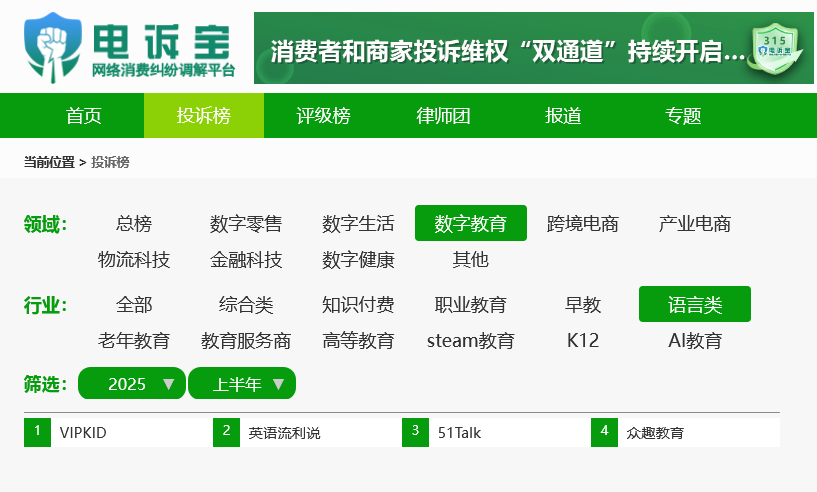 电诉宝
网络消费纠纷调解平台
消费者和商家投诉维权“双通道”持续开启...
315
电诉宝
首页 投诉榜 评级榜 律师团 报道 专题
当前位置 > 投诉榜
领域： 总榜 数字零售 数字生活 数字教育 跨境电商 产业电商
物流科技 金融科技 数字健康 其他
行业： 全部 综合类 知识付费 职业教育 早教 语言类
老年教育 教育服务商 高等教育 steam教育 K12 AI教育
筛选： 2025 上半年
1 VIPKID 2 英语流利说 3 51Talk 4 众趣教育